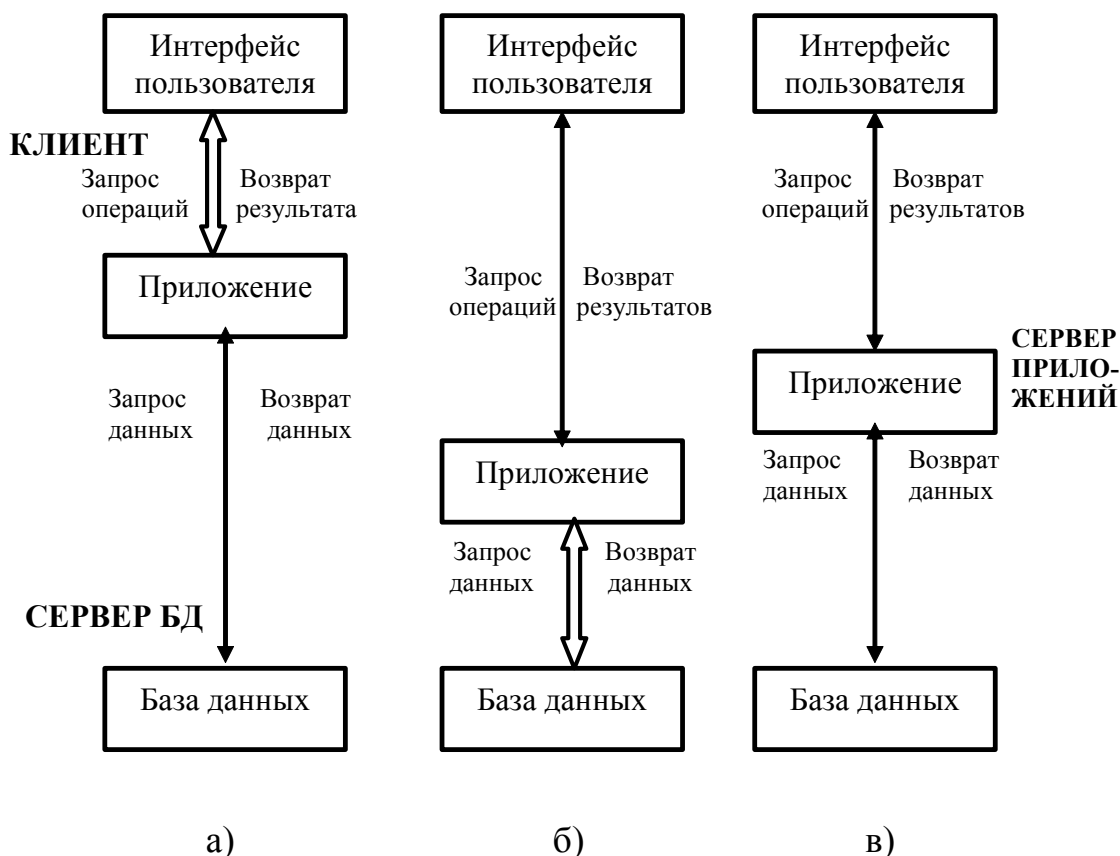 Интерфейс
пользователя
КЛИЕНТ
Запрос
операций
Возврат
результата
Приложение
Запрос
данных
Возврат
данных
СЕРВЕР БД
База данных
а)
Интерфейс
пользователя
Запрос
операций
Возврат
результатов
Приложение
Запрос
данных
Возврат
данных
База данных
б)
Интерфейс
пользователя
Запрос
операций
Возврат
результатов
СЕРВЕР
ПРИЛО-
ЖЕНИЙ
Приложение
Запрос
данных
Возврат
данных
База данных
в)